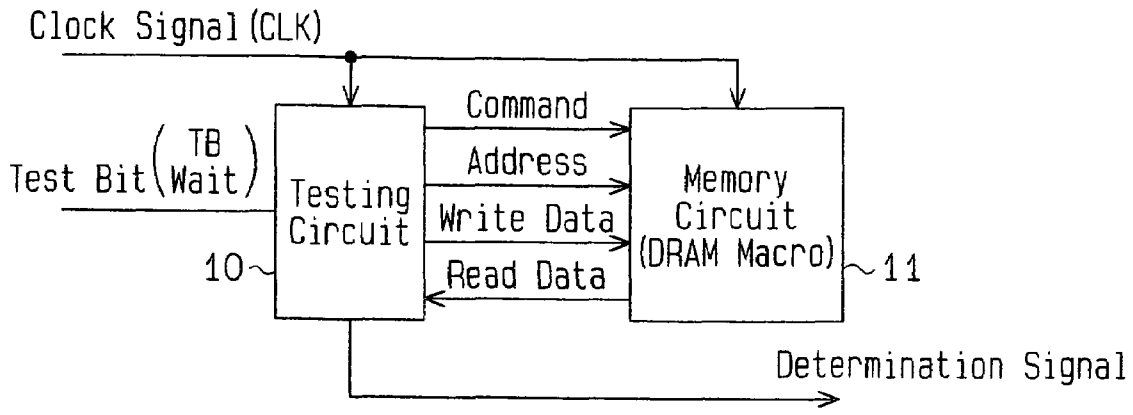 Clock Signal (CLK)
Command
Address
Write Data
Read Data
Test Bit (TB
Wait)
Testing
Circuit
10
Memory
Circuit
(DRAM Macro)
11
Determination Signal